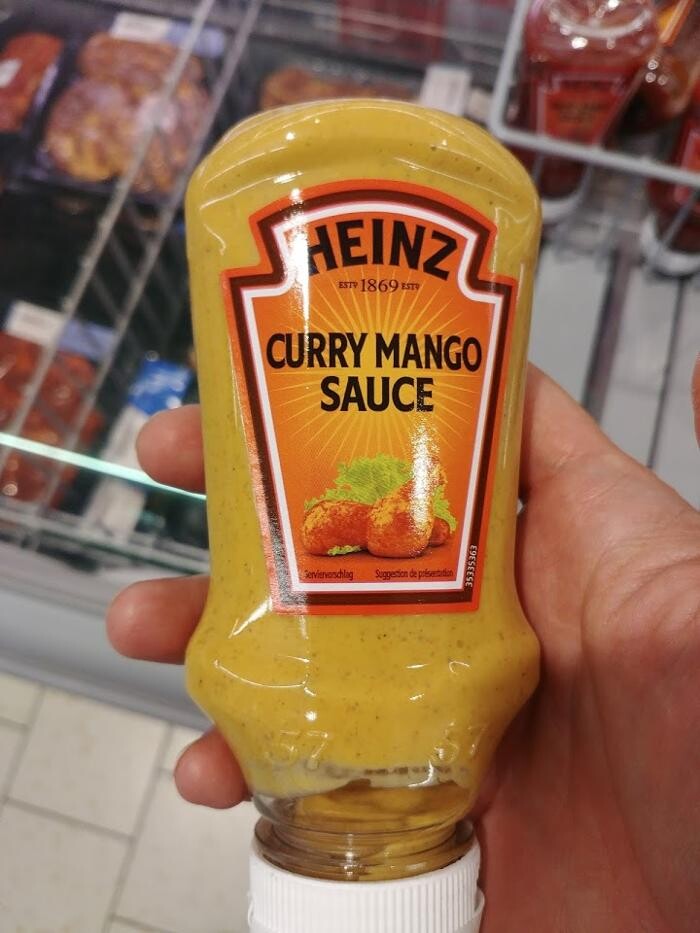 HEINZ
ESTD 1869 ESTD
CURRY MANGO
SAUCE
Serviervorschlag Suggestion de présentation
35335363
57 57